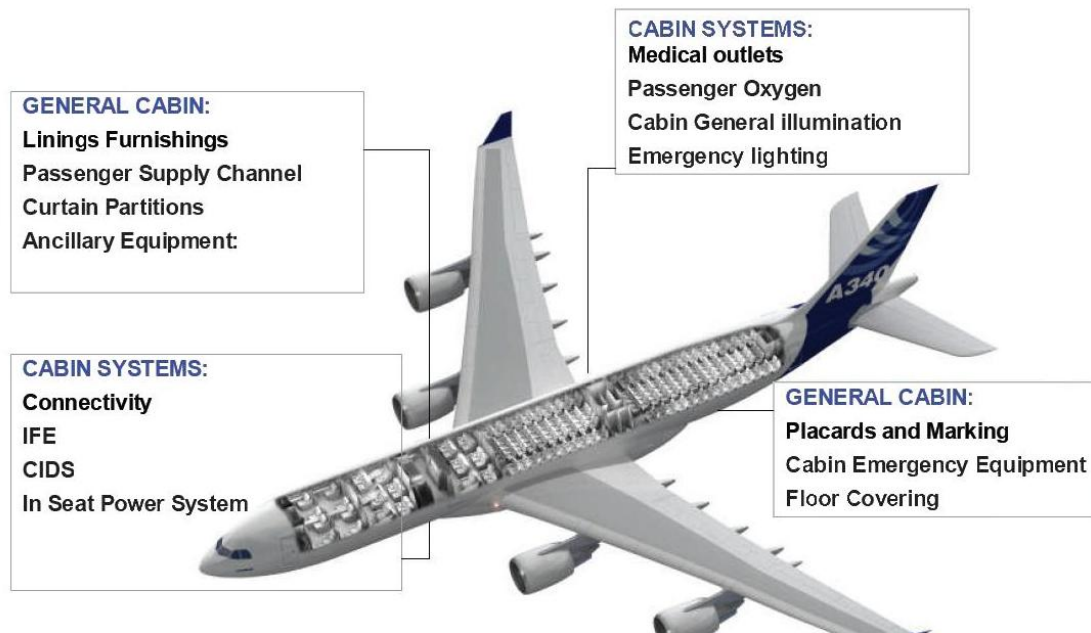 CABIN SYSTEMS:
Medical outlets
Passenger Oxygen
Cabin General illumination
Emergency lighting
GENERAL CABIN:
Linings Furnishings
Passenger Supply Channel
Curtain Partitions
Ancillary Equipment:
A340
CABIN SYSTEMS:
Connectivity
IFE
CIDS
In Seat Power System
GENERAL CABIN:
Placards and Marking
Cabin Emergency Equipment
Floor Covering